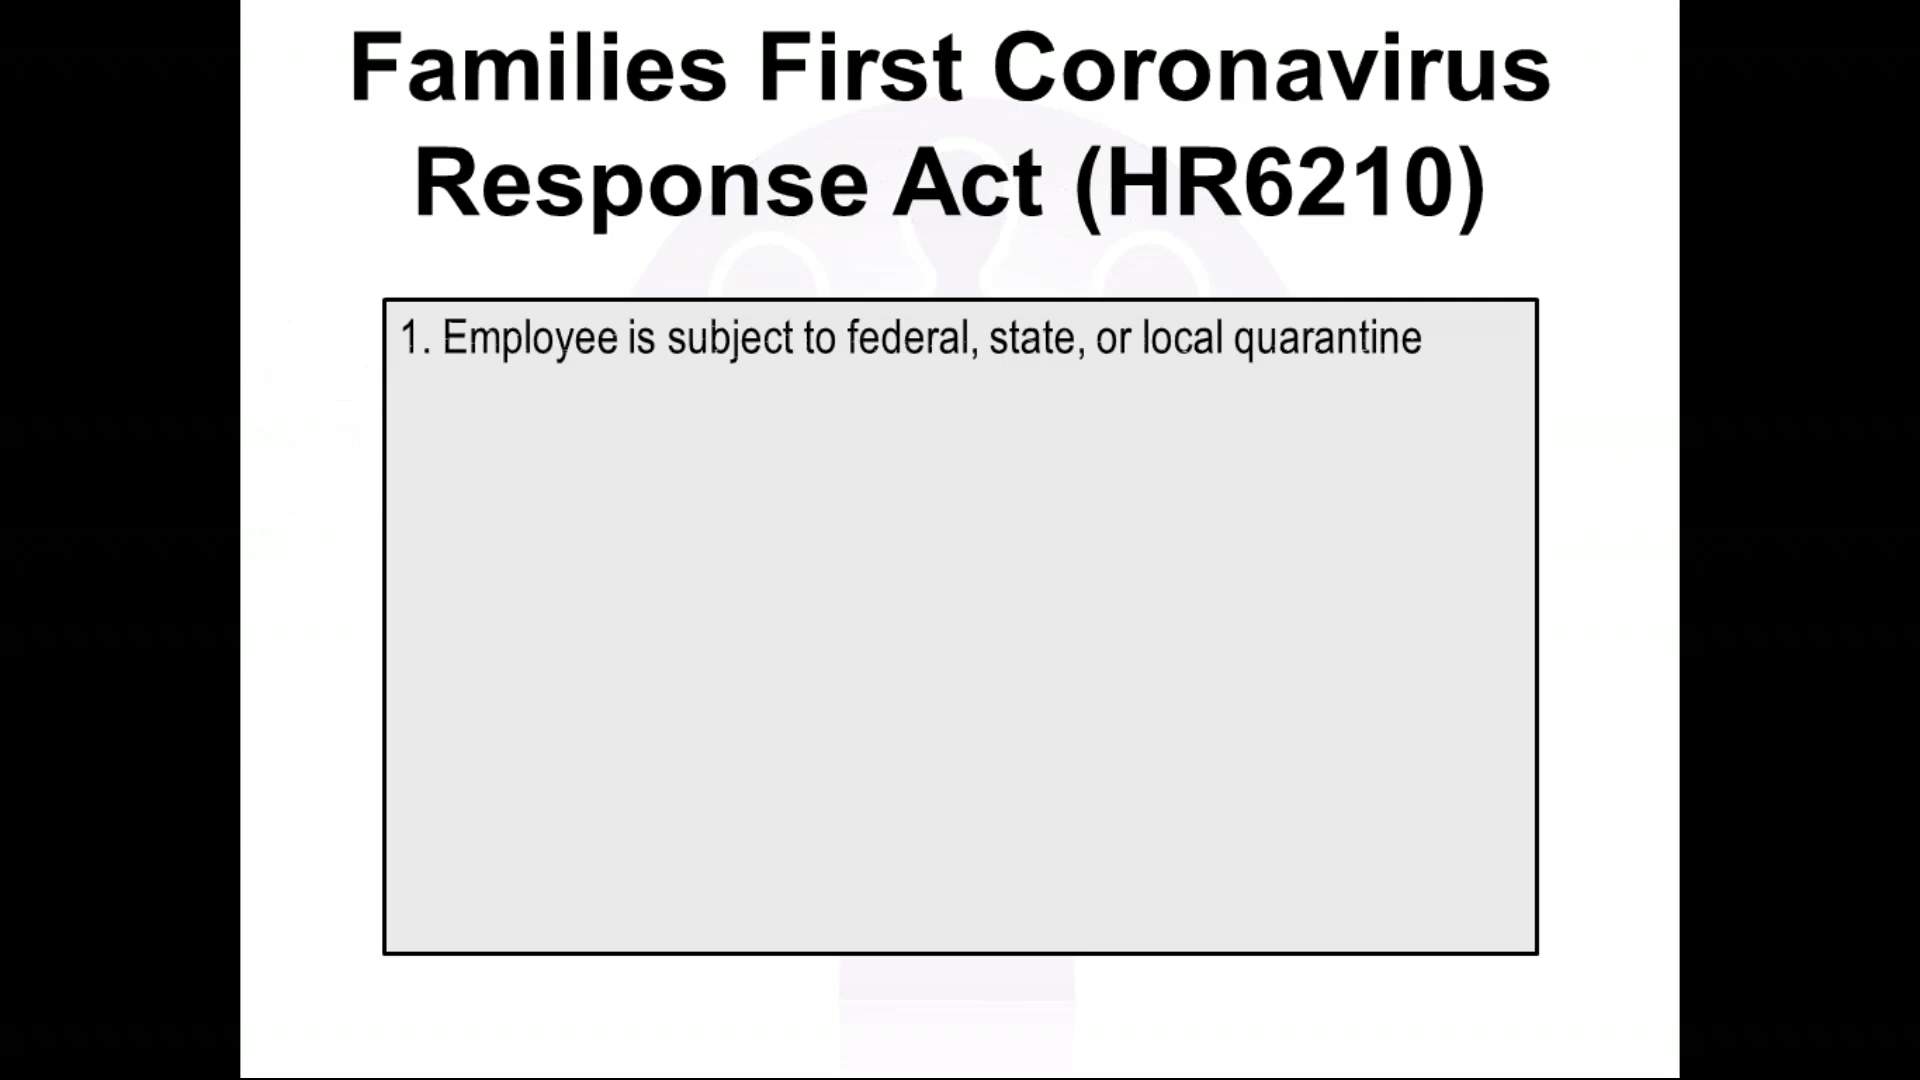 Families First Coronavirus
Response Act (HR6210)
1. Employee is subject to federal, state, or local quarantine